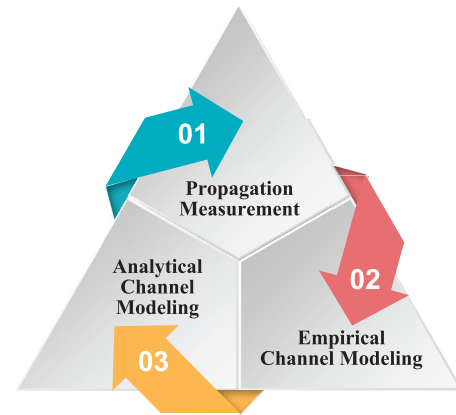 01
Propagation
Measurement
02
Analytical
Channel
Modeling
Empirical
Channel Modeling
03